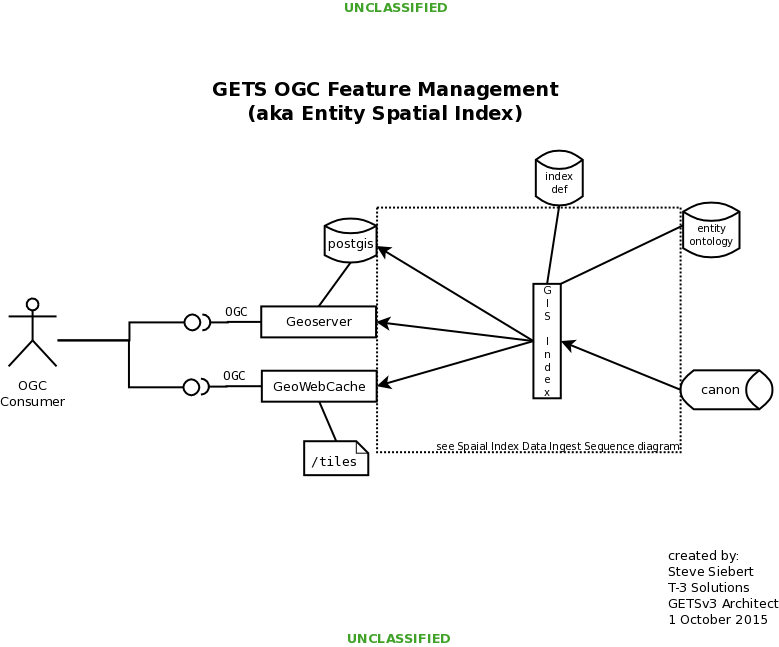 UNCLASSIFIED
GETS OGC Feature Management
(aka Entity Spatial Index)
index
def
entity
ontology
postgis
GIS Index
OGC
Geoserver
OGC
GeoWebCache
canon
OGC
Consumer
/tiles
see Spaial Index Data Ingest Sequence diagram
created by:
Steve Siebert
T-3 Solutions
GETSv3 Architect
1 October 2015
UNCLASSIFIED